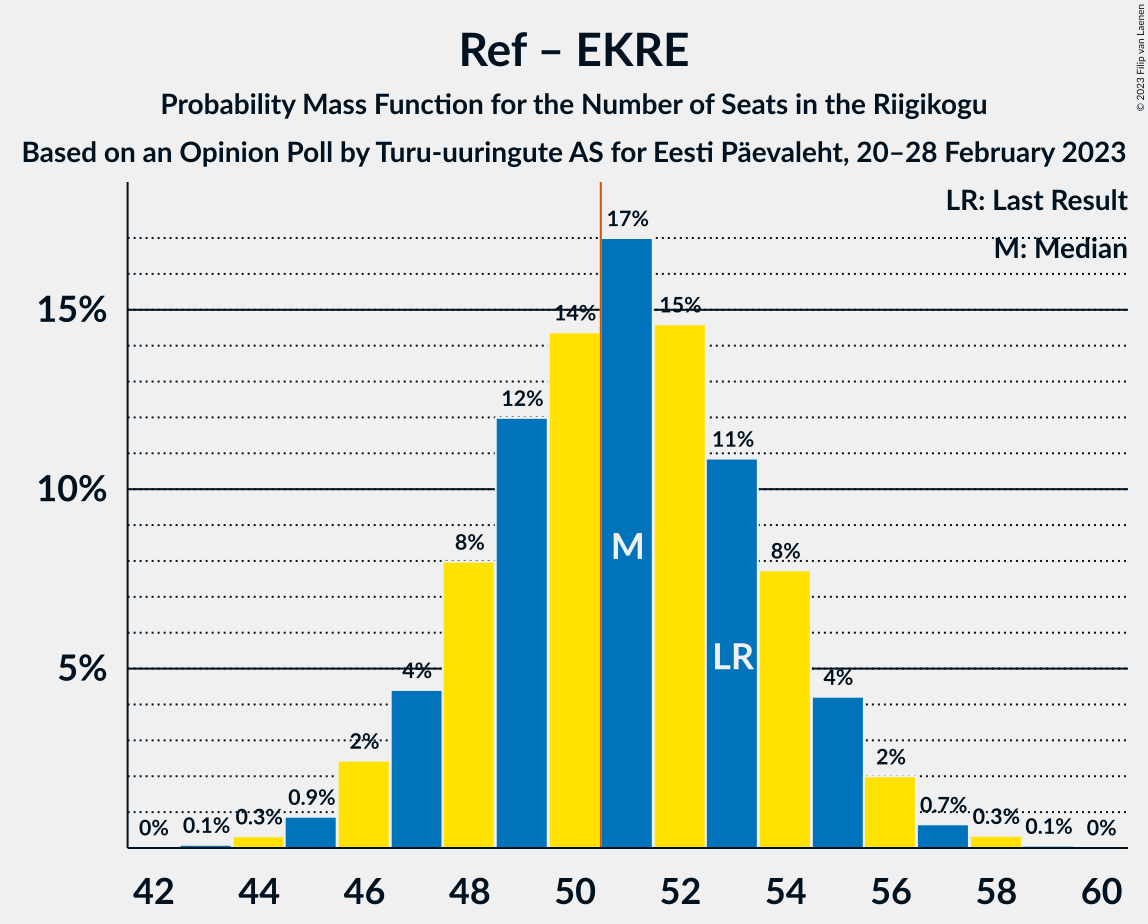 Ref – EKRE
Probability Mass Function for the Number of Seats in the Riigikogu
Based on an Opinion Poll by Turu-uuringute AS for Eesti Päevaleht, 20–28 February 2023
© 2023 Filip van Laenen
LR: Last Result
M: Median
15%
10%
5%
0%
0.1%
0.3%
0.9%
2%
4%
8%
12%
14%
17%
15%
11%
8%
4%
2%
0.7%
0.3%
0.1%
0%
M
LR
42 44 46 48 50 52 54 56 58 60